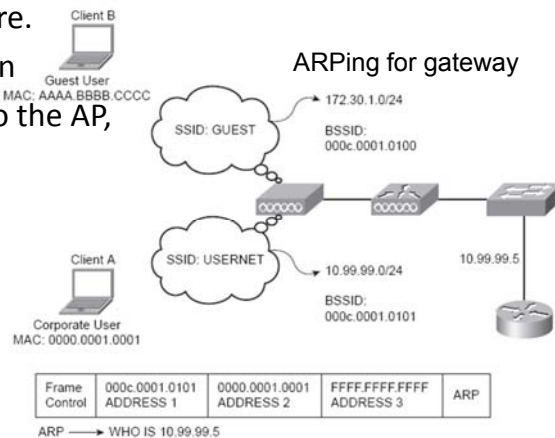 re.
n
o the AP,
ARPing for gateway
Client B
Guest User
MAC: AAAA.BBBB.CCCC
SSID: GUEST
172.30.1.0/24
BSSID:
000c.0001.0100
Client A
Corporate User
MAC: 0000.0001.0001
SSID: USERNET
10.99.99.0/24
BSSID:
000c.0001.0101
10.99.99.5
Frame Control
000c.0001.0101 ADDRESS 1
0000.0001.0001 ADDRESS 2
FFFF.FFFF.FFFF ADDRESS 3
ARP
ARP WHO IS 10.99.99.5